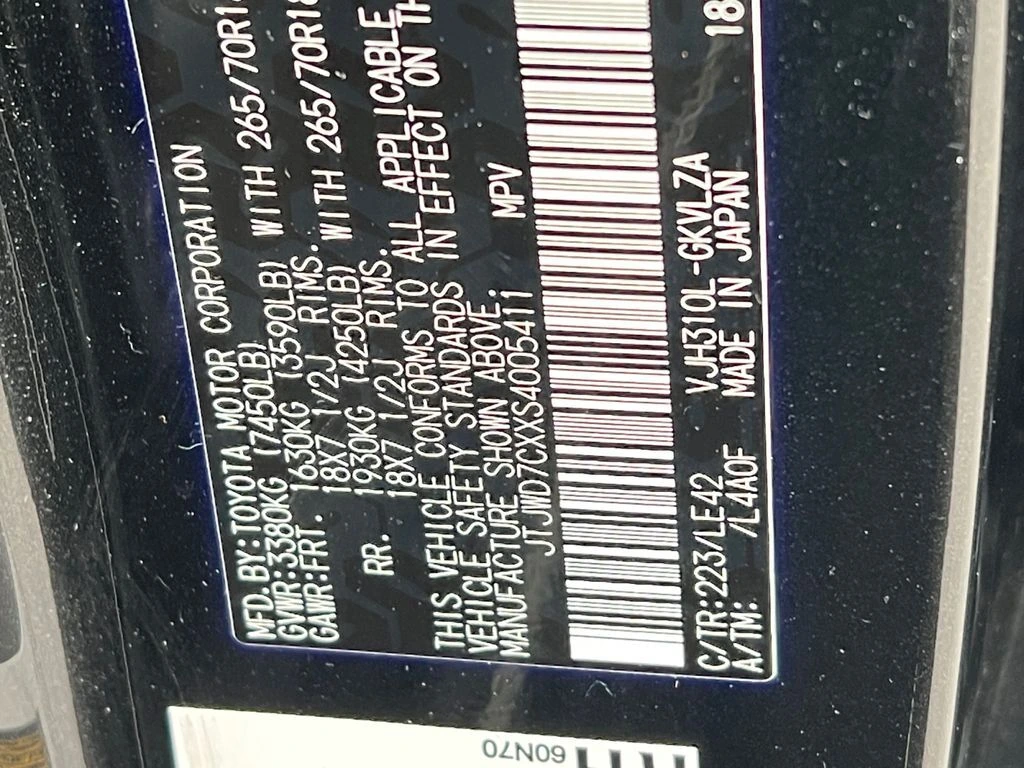 MFD.BY:TOYOTA MOTOR CORPORATION
GVWR:3380KG (7450LB)
GAWR:FRT. 1630KG (3590LB) WITH 265/70R18
18X7 1/2J RIMS.
RR. 1930KG (4250LB) WITH 265/70R18
18X7 1/2J RIMS.
THIS VEHICLE CONFORMS TO ALL APPLICABLE
VEHICLE SAFETY STANDARDS IN EFFECT ON
MANUFACTURE SHOWN ABOVE.
JTJWD7CXXS4005411 MPV
C/TR:223/LE42 VJH310L-GKVLZA 18
A/TM: /L4A0F MADE IN JAPAN
60N70